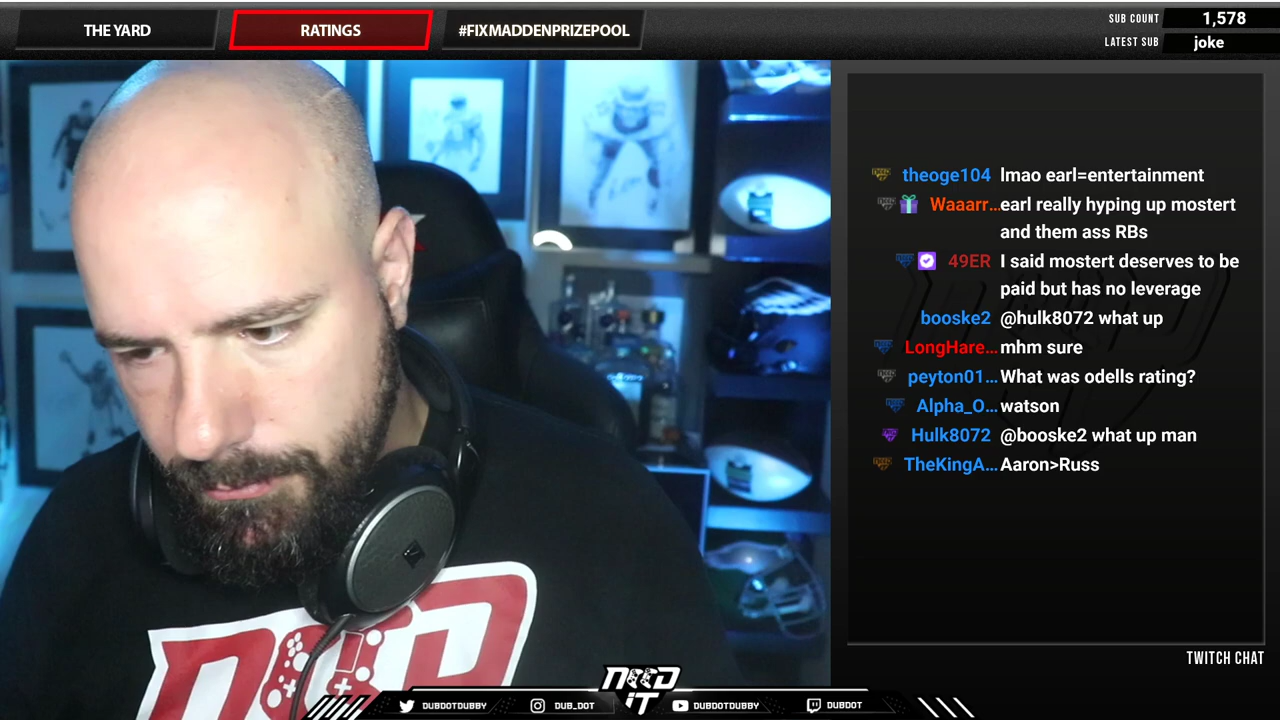 THE YARD
RATINGS
#FIXMADDENPRIZEPOOL
SUB COUNT 1,578
LATEST SUB joke
theoge104 lmao earl=entertainment
Waaarr... earl really hyping up mostert
and them ass RBs
49ER I said mostert deserves to be
paid but has no leverage
booske2 @hulk8072 what up
LongHare... mhm sure
peyton01... What was odells rating?
Alpha_O... watson
Hulk8072 @booske2 what up man
TheKingA... Aaron>Russ
TWITCH CHAT
NERD
IT
DUBDOTDUBBY
DUB_DOT
DUBDOTDUBBY
DUBDOT